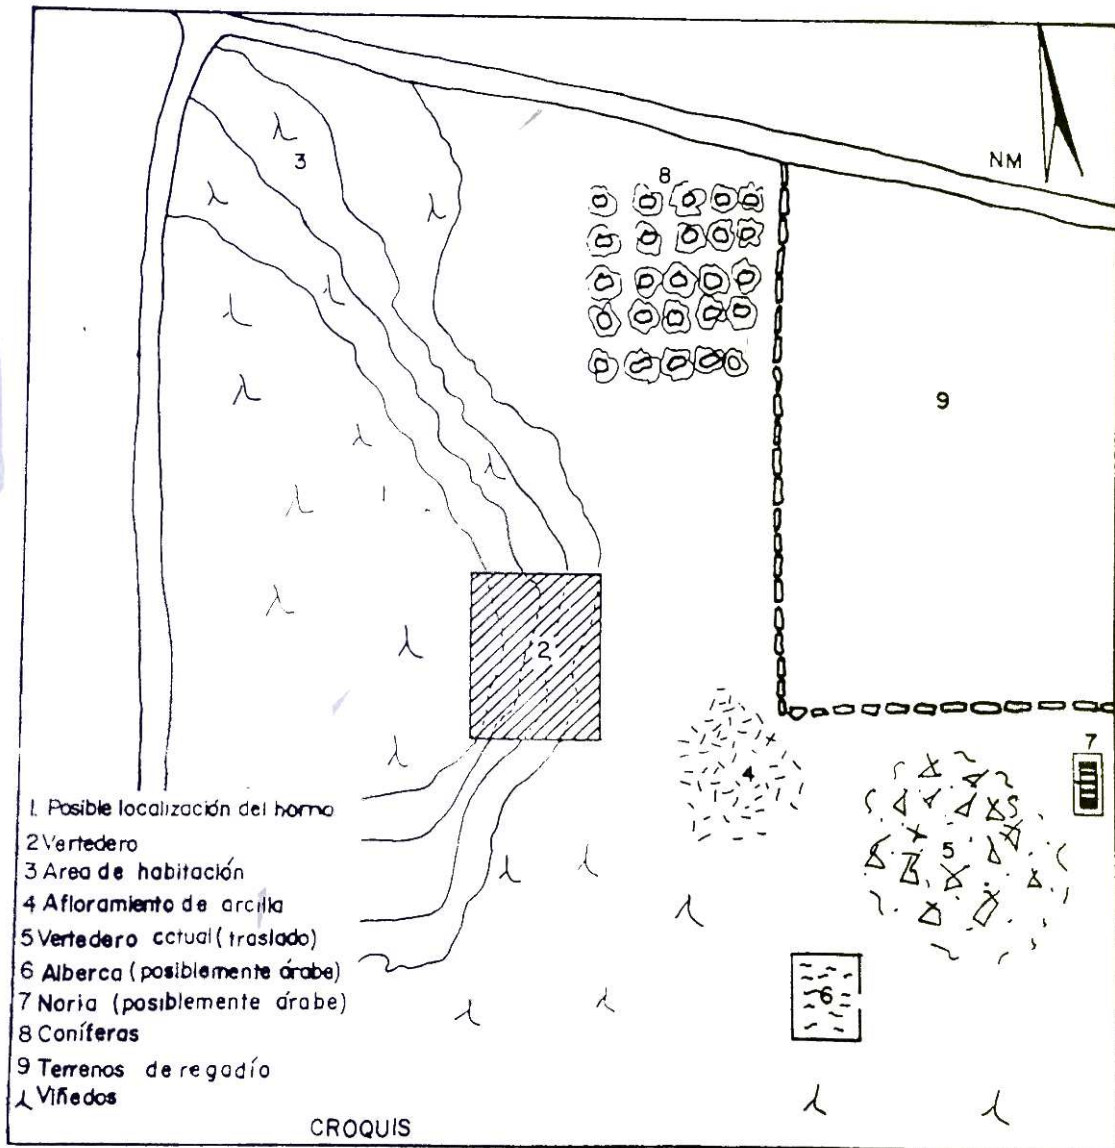 NM
3
8
9
1
2
4
7
5
6
1. Posible localización del horno
2 Vertedero
3 Area de habitación
4 Afloramiento de arcilla
5 Vertedero cctual (traslado)
6 Alberca (posiblemente árabe)
7 Noria (posiblemente árabe)
8 Coníferas
9 Terrenos de regadío
Viñedos
CROQUIS